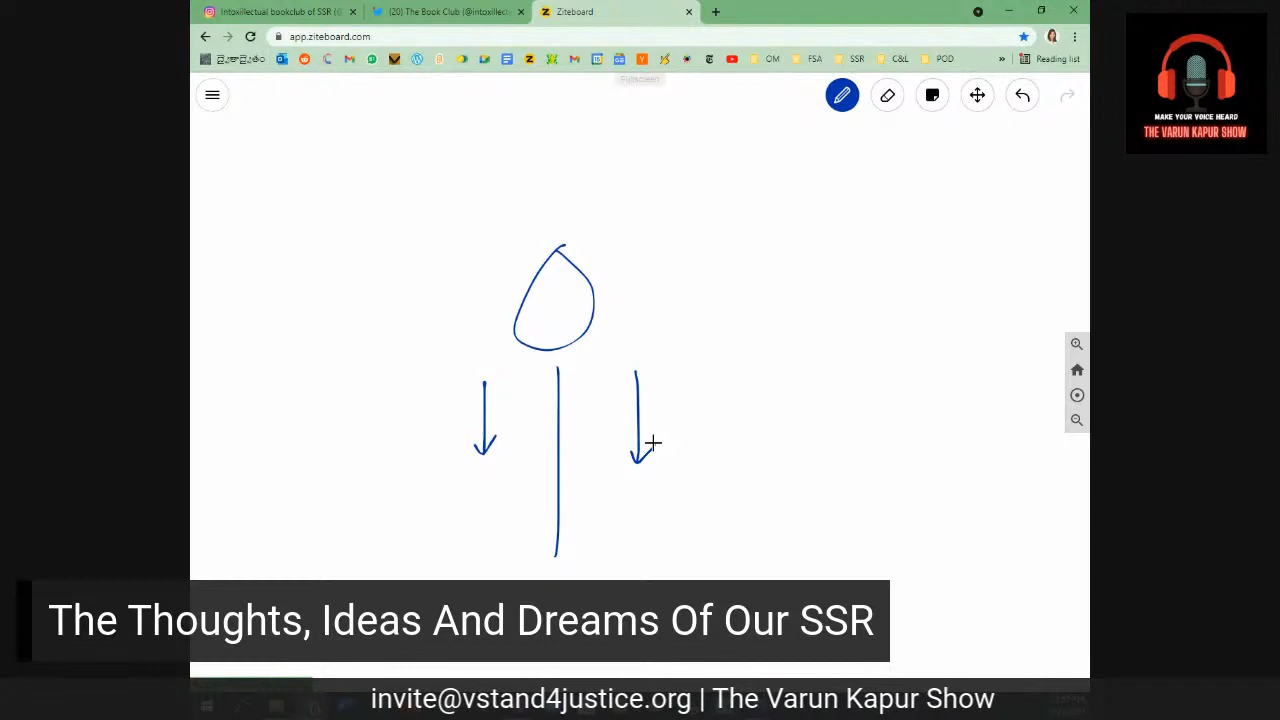 Intoxillectual bookclub of SSR (@
(20) The Book Club (@intoxillect
Ziteboard
app.ziteboard.com
OM
FSA
SSR
C&L
POD
Reading list
Fullscreen
MAKE YOUR VOICE HEARD
THE VARUN KAPUR SHOW
The Thoughts, Ideas And Dreams Of Our SSR
invite@vstand4justice.org | The Varun Kapur Show